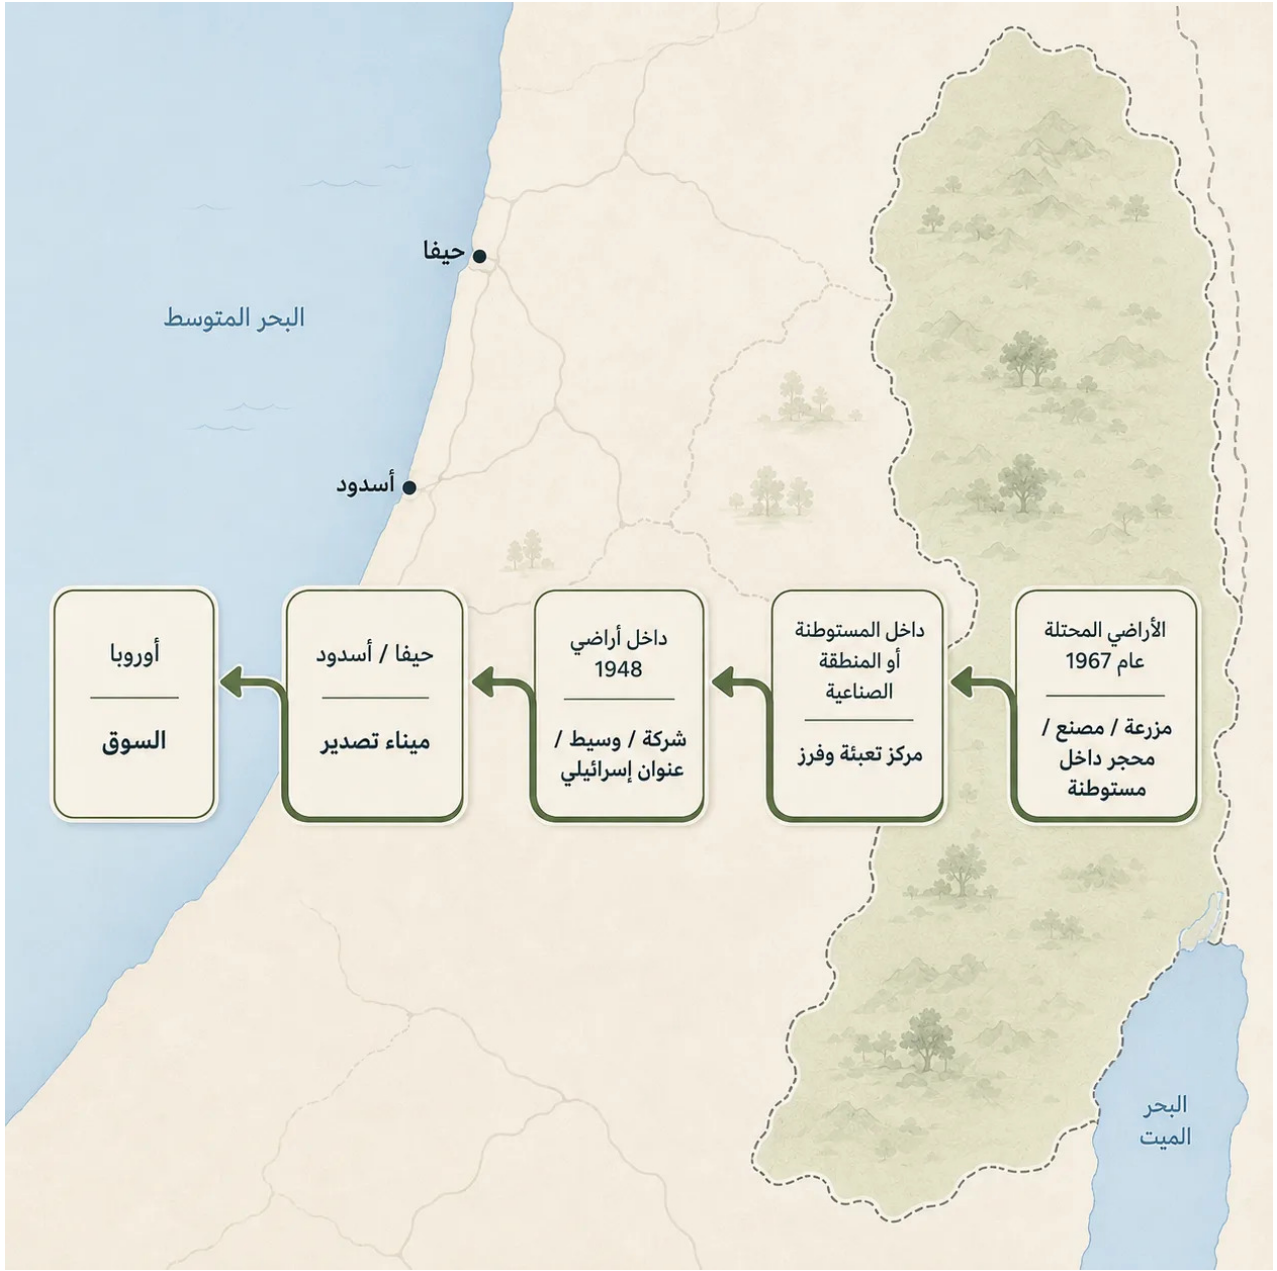 حيفا
البحر المتوسط
أسدود
الأراضي المحتلة
عام 1967
مزرعة / مصنع /
محجر داخل
مستوطنة
داخل المستوطنة
أو المنطقة
الصناعية
مركز تعبئة وفرز
داخل أراضي
1948
شركة / وسيط /
عنوان إسرائيلي
حيفا / أسدود
ميناء تصدير
أوروبا
السوق
البحر
الميت